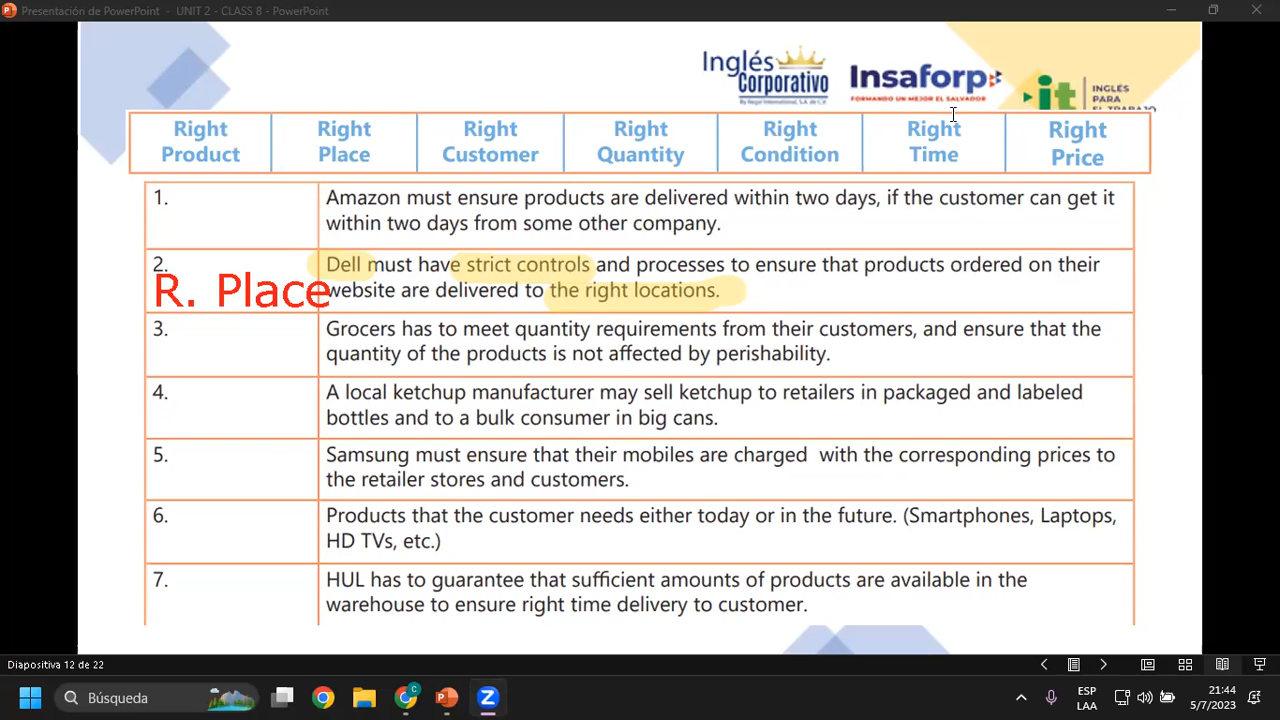 Presentación de PowerPoint - UNIT 2 - CLASS 8 - PowerPoint
Inglés
Corporativo
By Regal International, S.A. de C.V.
Insaforp
FORMANDO UN MEJOR EL SALVADOR
it
INGLÉS
PARA
EL TRABAJO
Right Product
Right Place
Right Customer
Right Quantity
Right Condition
Right Time
Right Price
1.
Amazon must ensure products are delivered within two days, if the customer can get it
within two days from some other company.
2.
R. Place
Dell must have strict controls and processes to ensure that products ordered on their
website are delivered to the right locations.
3.
Grocers has to meet quantity requirements from their customers, and ensure that the
quantity of the products is not affected by perishability.
4.
A local ketchup manufacturer may sell ketchup to retailers in packaged and labeled
bottles and to a bulk consumer in big cans.
5.
Samsung must ensure that their mobiles are charged with the corresponding prices to
the retailer stores and customers.
6.
Products that the customer needs either today or in the future. (Smartphones, Laptops,
HD TVs, etc.)
7.
HUL has to guarantee that sufficient amounts of products are available in the
warehouse to ensure right time delivery to customer.
Diapositiva 12 de 22
Búsqueda
ESP
LAA
21:44
5/7/2023